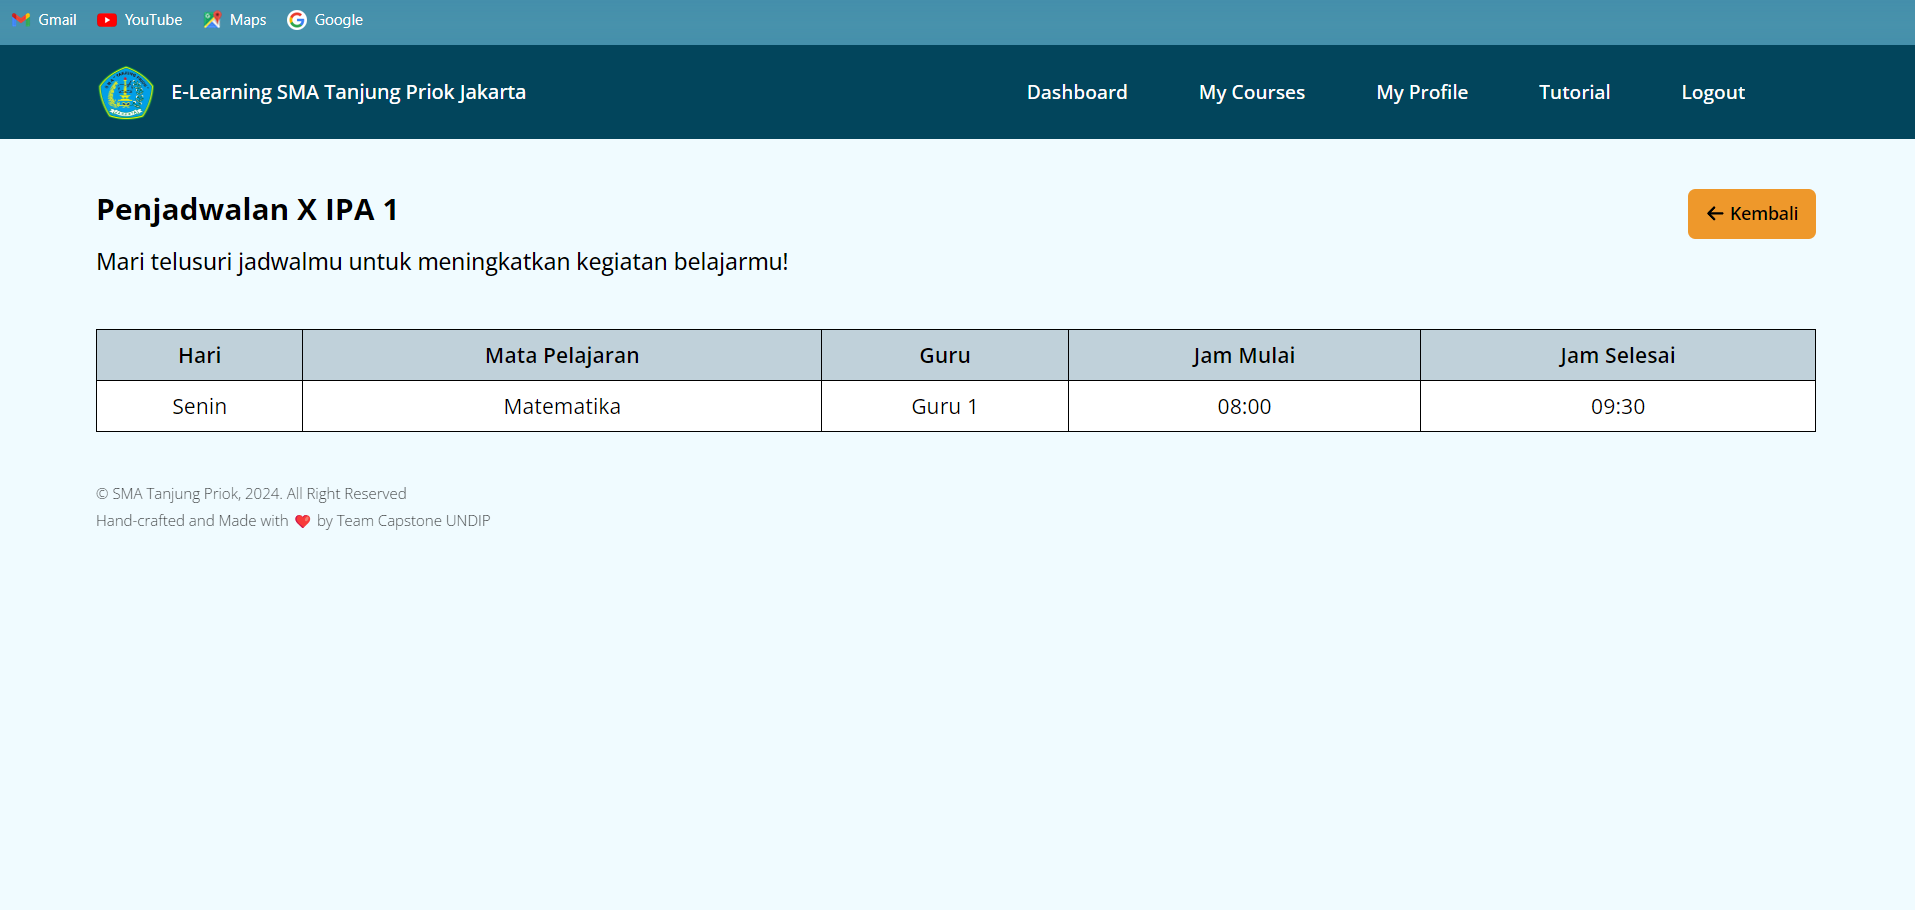 Gmail YouTube Maps Google
E-Learning SMA Tanjung Priok Jakarta Dashboard My Courses My Profile Tutorial Logout
Penjadwalan X IPA 1
← Kembali
Mari telusuri jadwalmu untuk meningkatkan kegiatan belajarmu!
Hari Mata Pelajaran Guru Jam Mulai Jam Selesai
Senin Matematika Guru 1 08:00 09:30
© SMA Tanjung Priok, 2024. All Right Reserved
Hand-crafted and Made with ❤️ by Team Capstone UNDIP